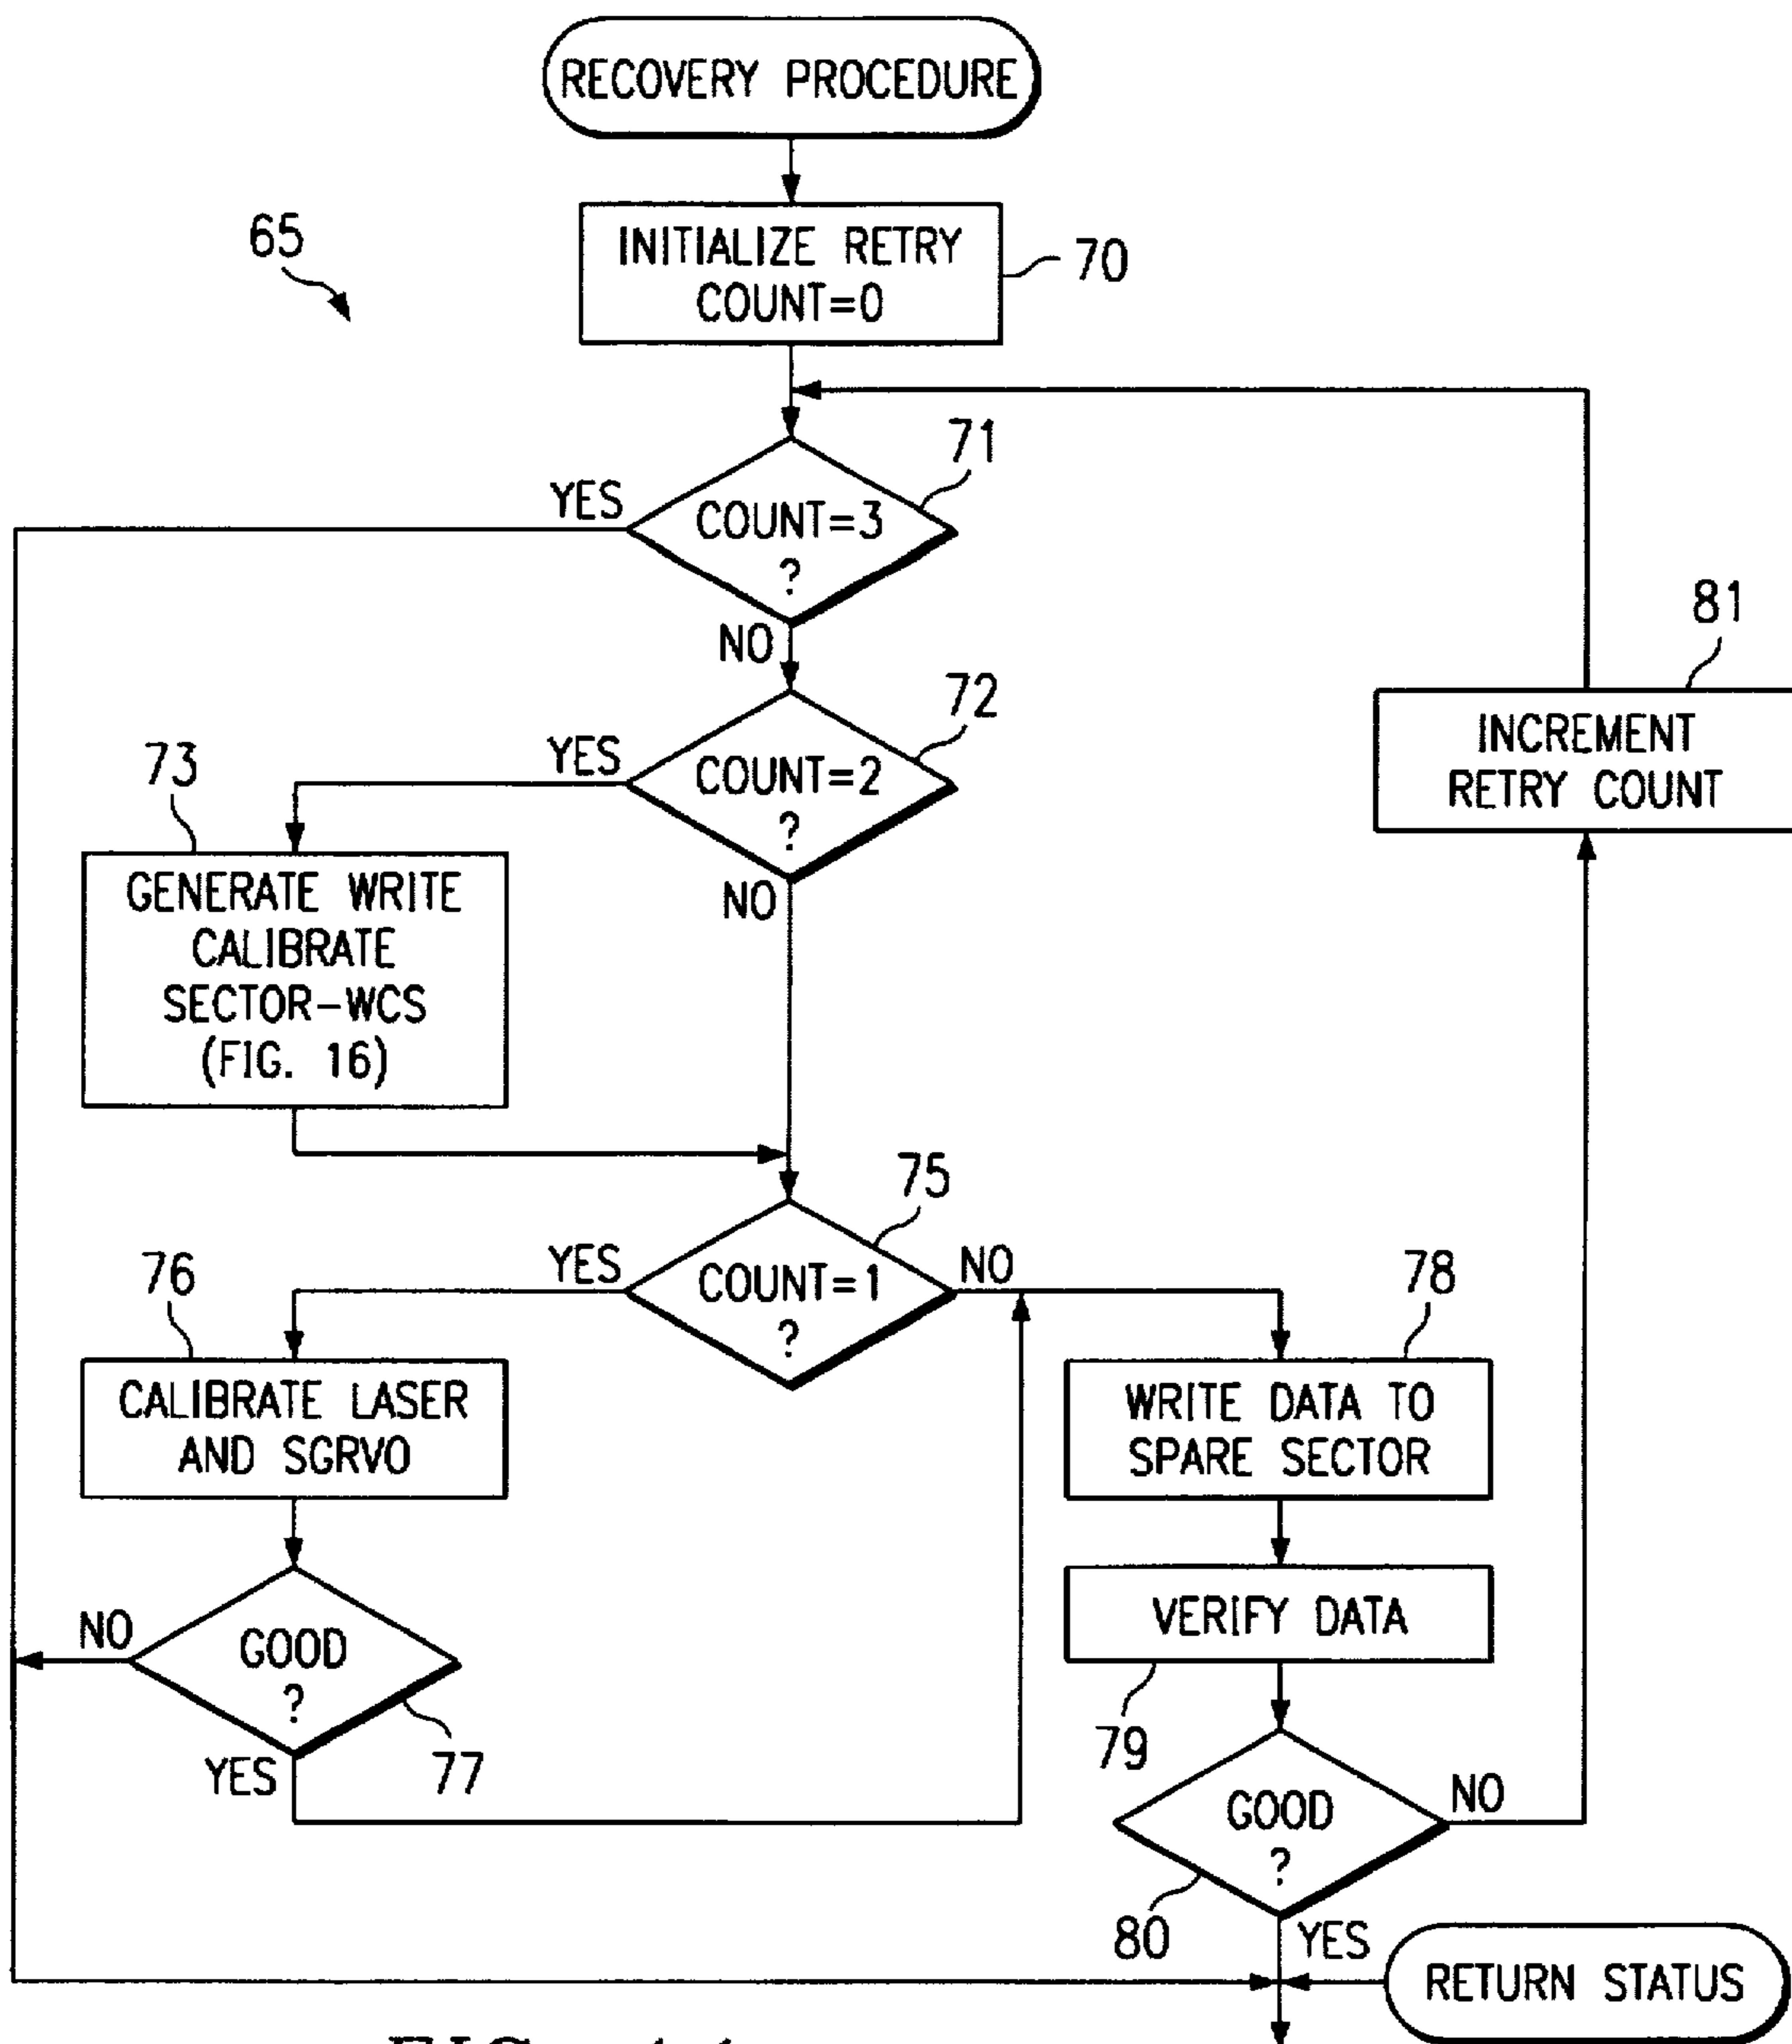 RECOVERY PROCEDURE
65
INITIALIZE RETRY
COUNT=0
70
71
YES
COUNT=3
?
NO
81
72
YES
COUNT=2
?
NO
INCREMENT
RETRY COUNT
73
GENERATE WRITE
CALIBRATE
SECTOR-WCS
(FIG. 16)
75
YES
COUNT=1
?
NO
76
78
CALIBRATE LASER
AND SGRVO
WRITE DATA TO
SPARE SECTOR
VERIFY DATA
79
NO
GOOD
?
77
YES
GOOD
?
NO
80
YES
RETURN STATUS